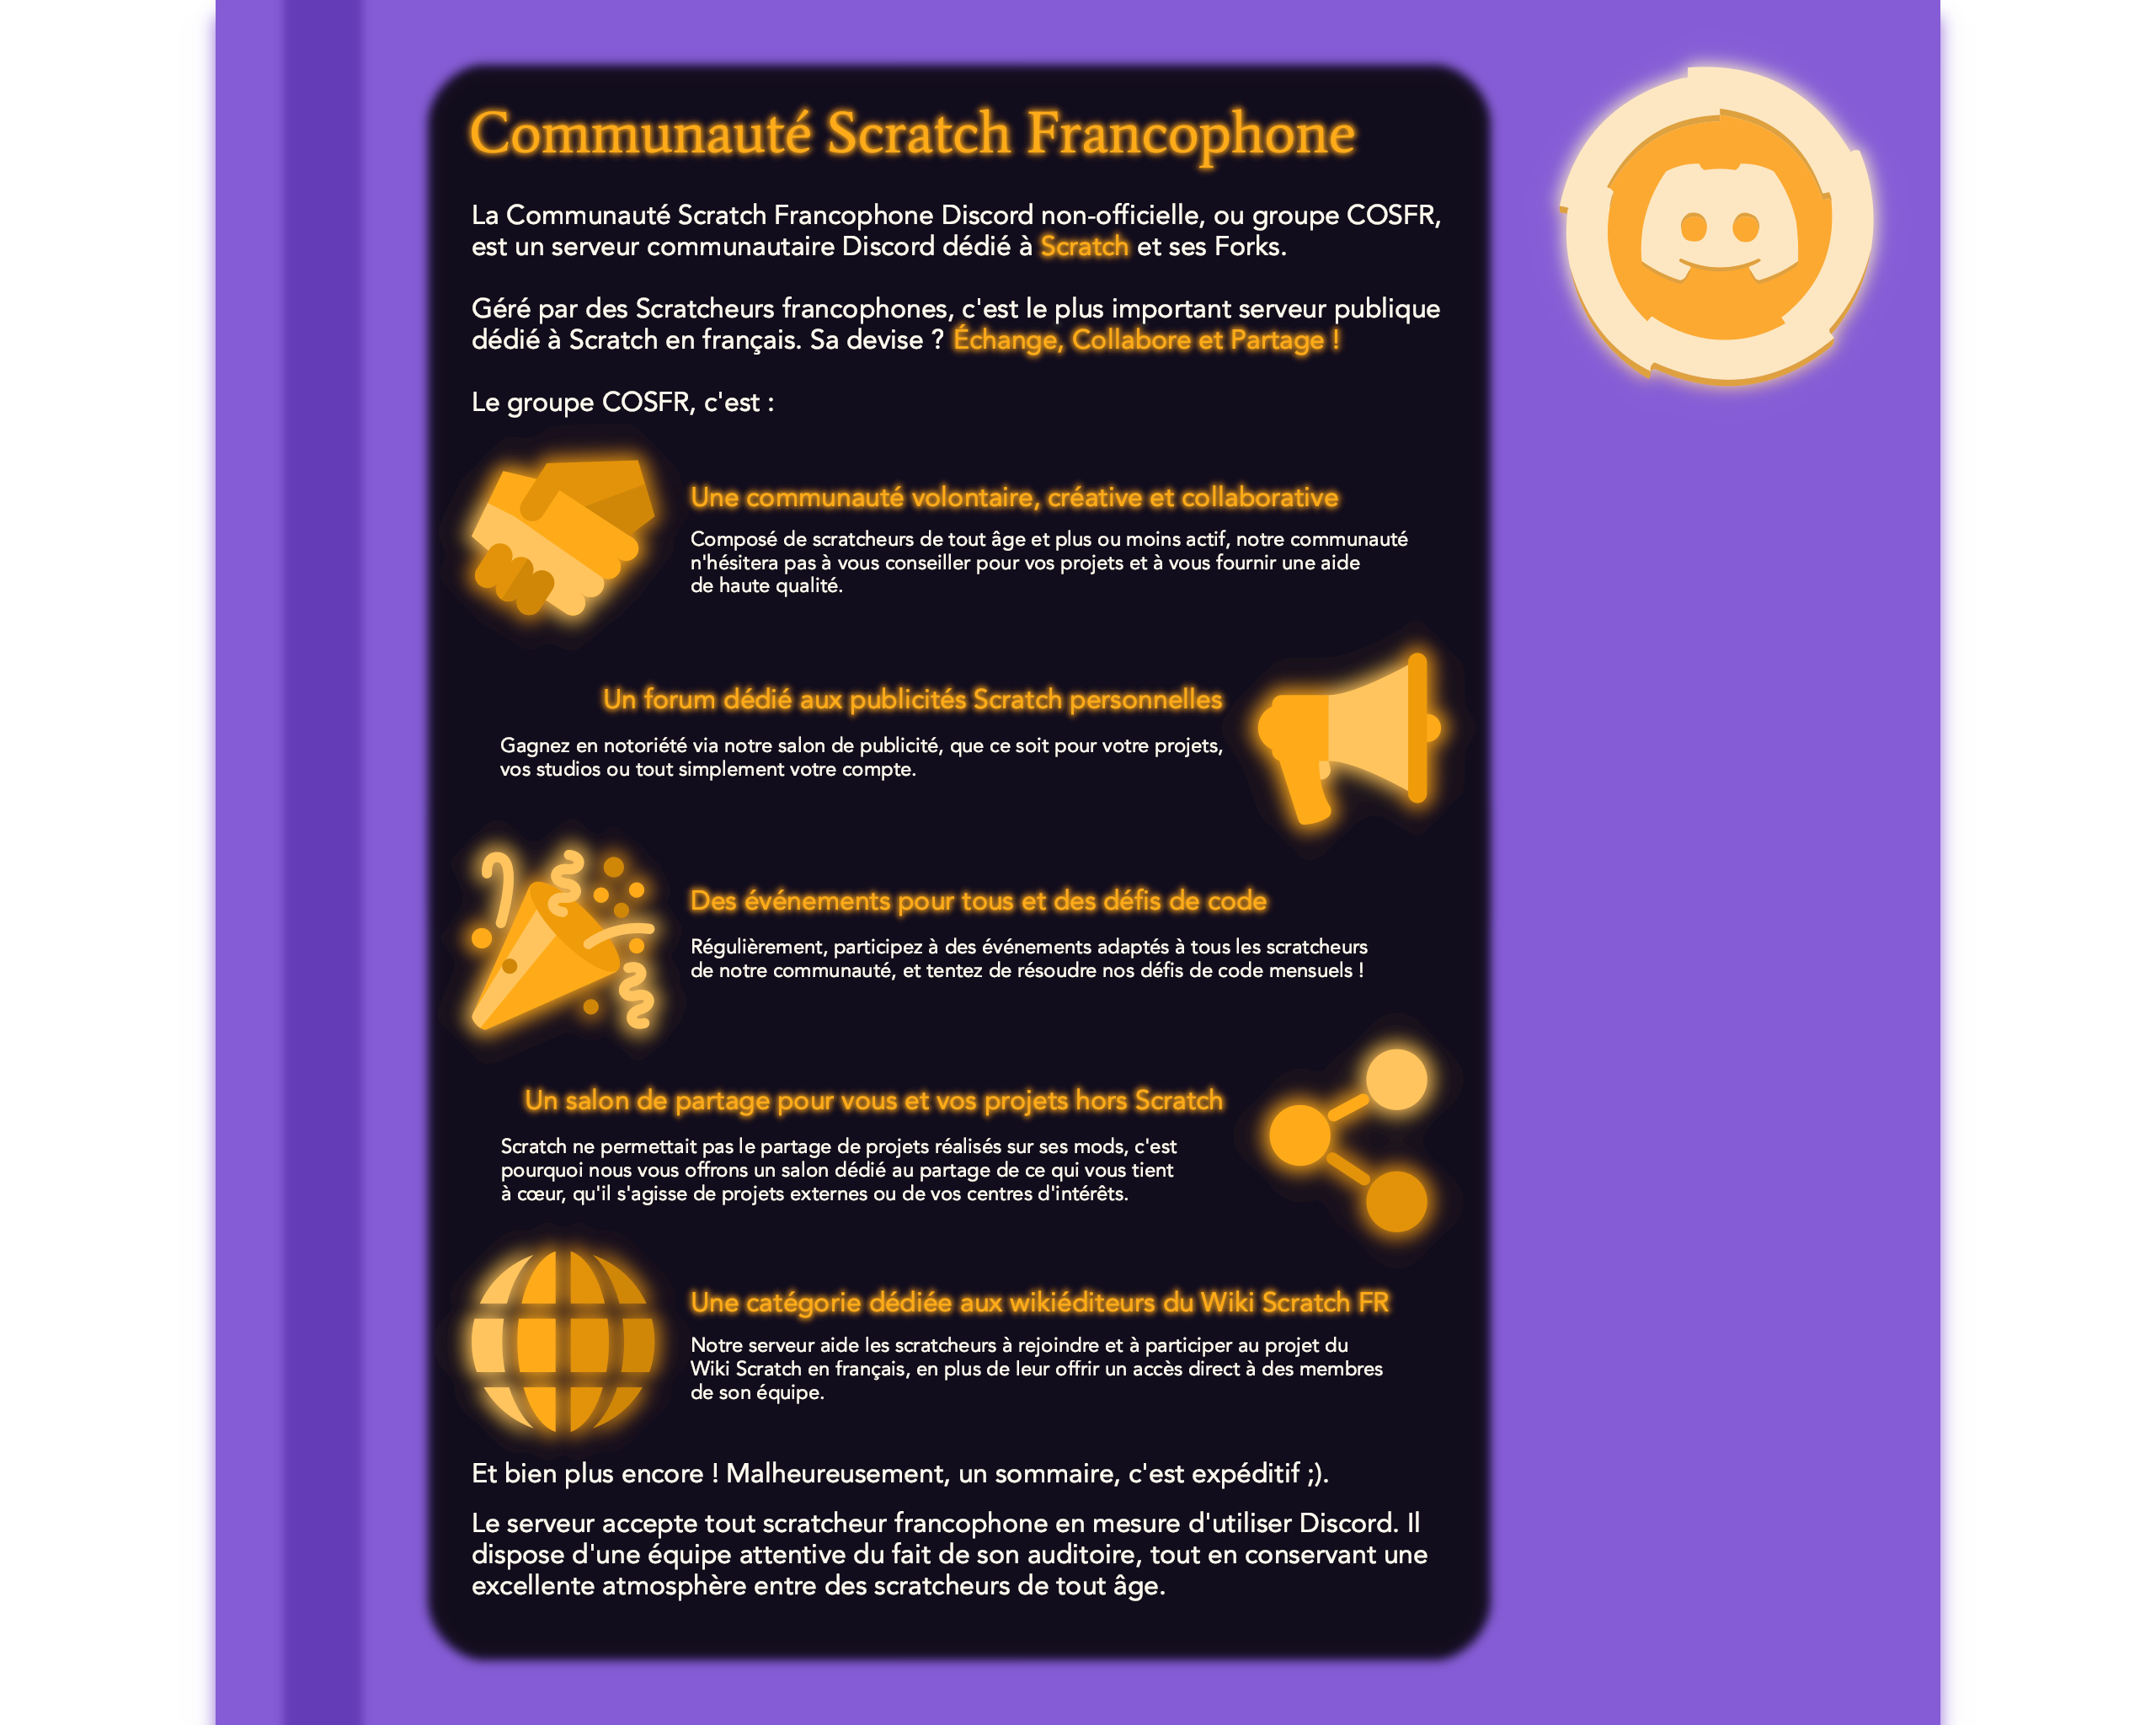 Communauté Scratch Francophone
La Communauté Scratch Francophone Discord non-officielle, ou groupe COSFR,
est un serveur communautaire Discord dédié à Scratch et ses Forks.
Géré par des Scratcheurs francophones, c'est le plus important serveur publique
dédié à Scratch en français. Sa devise ? Échange, Collabore et Partage !
Le groupe COSFR, c'est :
Une communauté volontaire, créative et collaborative
Composé de scratcheurs de tout âge et plus ou moins actif, notre communauté
n'hésitera pas à vous conseiller pour vos projets et à vous fournir une aide
de haute qualité.
Un forum dédié aux publicités Scratch personnelles
Gagnez en notoriété via notre salon de publicité, que ce soit pour votre projets,
vos studios ou tout simplement votre compte.
Des événements pour tous et des défis de code
Régulièrement, participez à des événements adaptés à tous les scratcheurs
de notre communauté, et tentez de résoudre nos défis de code mensuels !
Un salon de partage pour vous et vos projets hors Scratch
Scratch ne permettait pas le partage de projets réalisés sur ses mods, c'est
pourquoi nous vous offrons un salon dédié au partage de ce qui vous tient
à cœur, qu'il s'agisse de projets externes ou de vos centres d'intérêts.
Une catégorie dédiée aux wikiéditeurs du Wiki Scratch FR
Notre serveur aide les scratcheurs à rejoindre et à participer au projet du
Wiki Scratch en français, en plus de leur offrir un accès direct à des membres
de son équipe.
Et bien plus encore ! Malheureusement, un sommaire, c'est expéditif ;).
Le serveur accepte tout scratcheur francophone en mesure d'utiliser Discord. Il
dispose d'une équipe attentive du fait de son auditoire, tout en conservant une
excellente atmosphère entre des scratcheurs de tout âge.